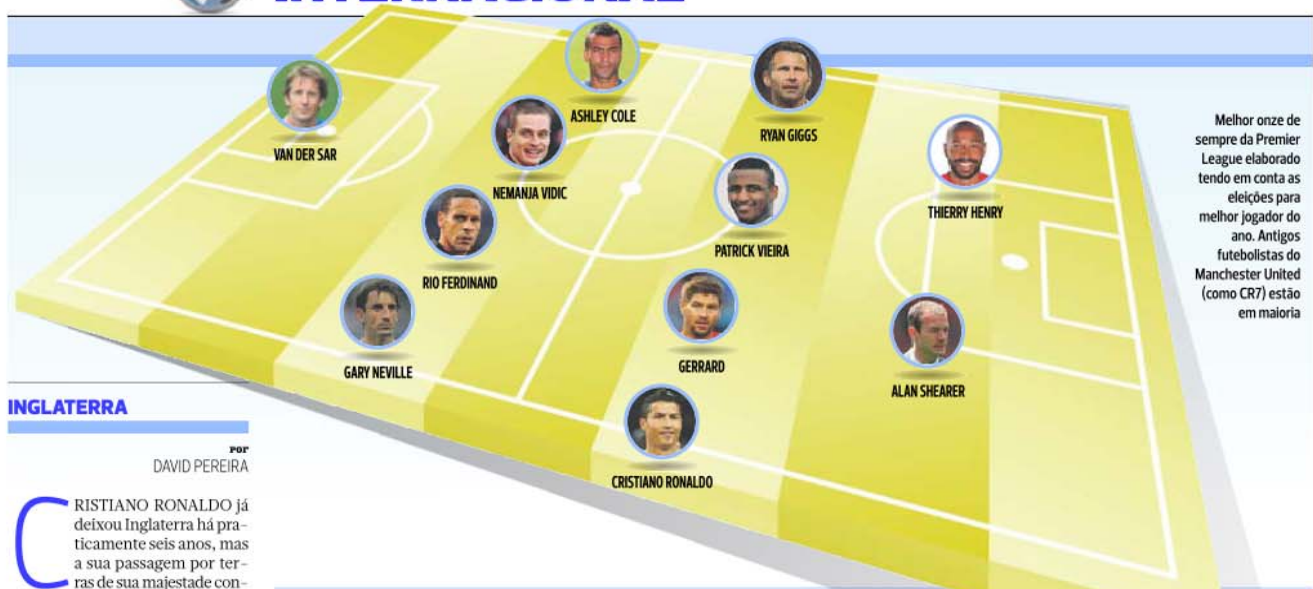 VAN DER SAR
ASHLEY COLE
RYAN GIGGS
NEMANJA VIDIC
THIERRY HENRY
PATRICK VIEIRA
RIO FERDINAND
GARY NEVILLE
GERRARD
ALAN SHEARER
CRISTIANO RONALDO
Melhor onze de
sempre da Premier
League elaborado
tendo em conta as
eleições para
melhor jogador do
ano. Antigos
futebolistas do
Manchester United
(como CR7) estão
em maioria
INGLATERRA
por
DAVID PEREIRA
CRISTIANO RONALDO já
deixou Inglaterra há pra-
ticamente seis anos, mas
a sua passagem por ter-
ras de sua majestade con-